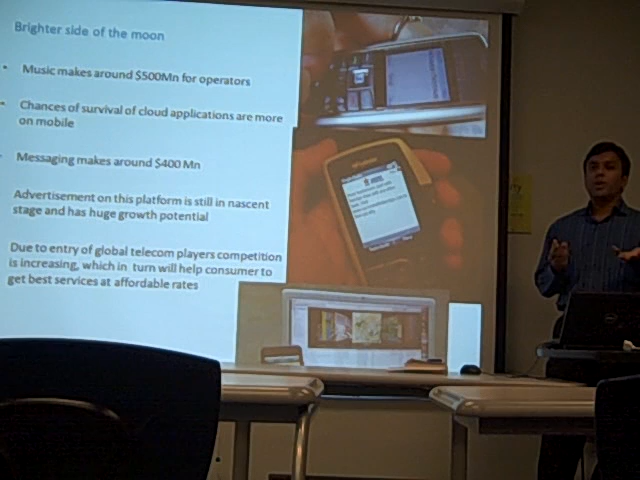 Brighter side of the moon
Music makes around $500Mn for operators
Chances of survival of cloud applications are more
on mobile
Messaging makes around $400 Mn
Advertisement on this platform is still in nascent
stage and has huge growth potential
Due to entry of global telecom players competition
is increasing, which in turn will help consumer to
get best services at affordable rates